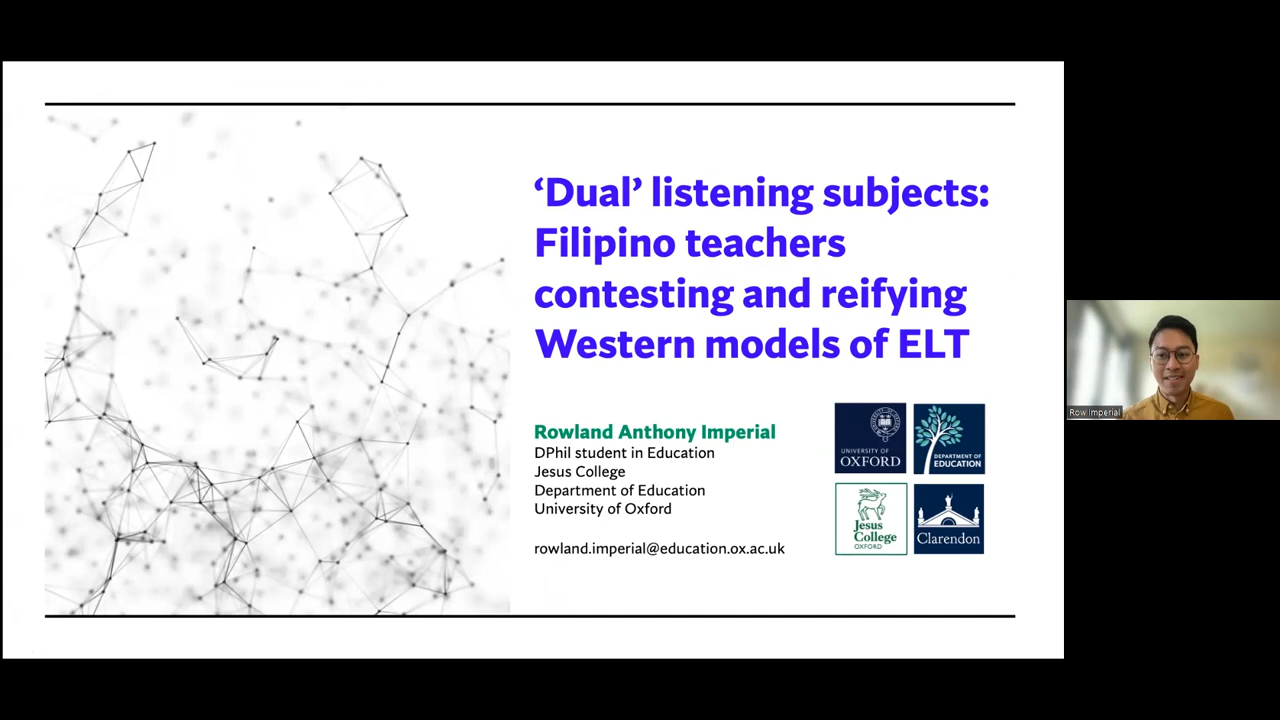 ‘Dual’ listening subjects:
Filipino teachers
contesting and reifying
Western models of ELT
Rowland Anthony Imperial
DPhil student in Education
Jesus College
Department of Education
University of Oxford
rowland.imperial@education.ox.ac.uk
UNIVERSITY OF
OXFORD
DEPARTMENT OF
EDUCATION
Jesus
College
OXFORD
Clarendon
Row Imperial